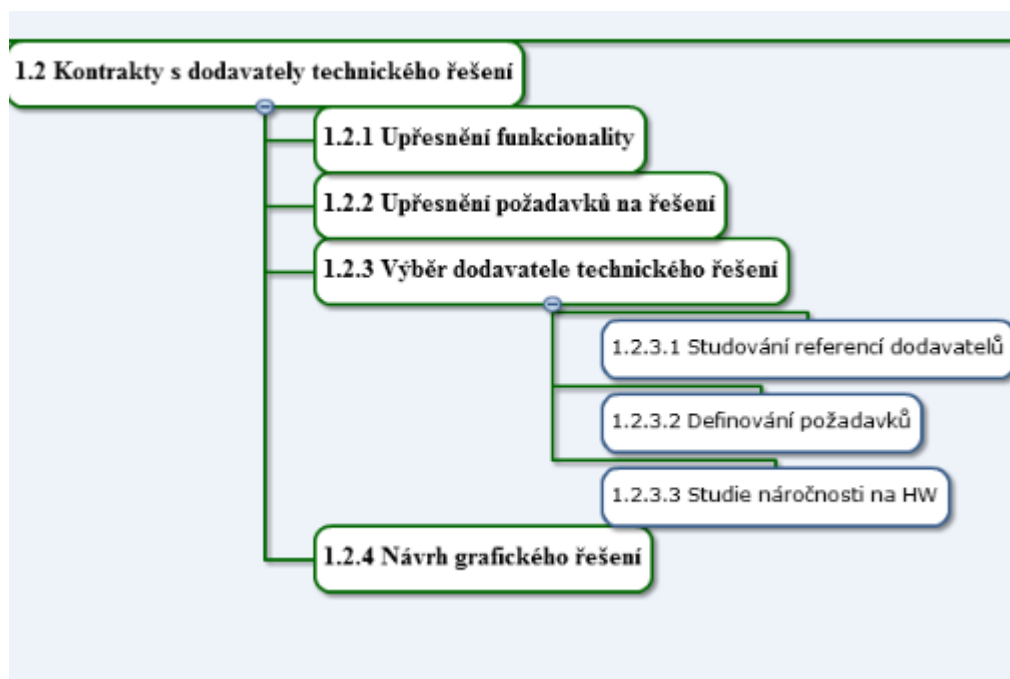 1.2 Kontrakty s dodavately technického řešení
1.2.1 Upřesnění funkcionality
1.2.2 Upřesnění požadavků na řešení
1.2.3 Výběr dodavatele technického řešení
1.2.3.1 Studování referencí dodavatelů
1.2.3.2 Definování požadavků
1.2.3.3 Studie náročnosti na HW
1.2.4 Návrh grafického řešení